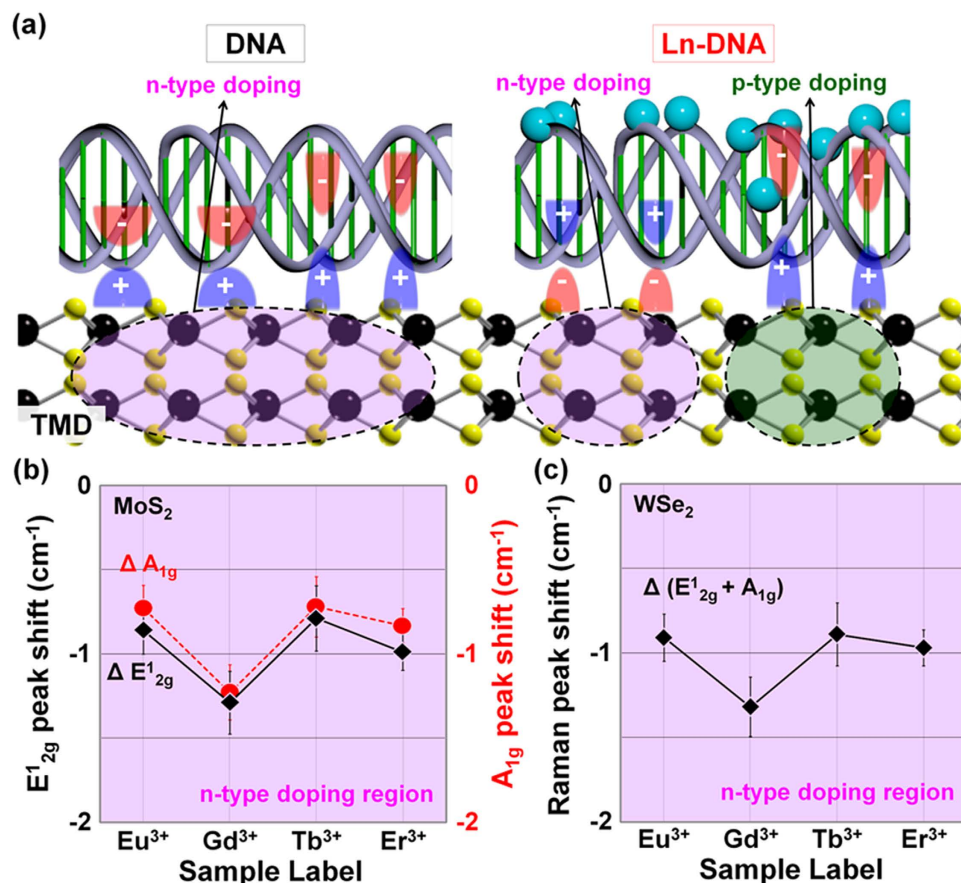 (a)
DNA
Ln-DNA
n-type doping
n-type doping
p-type doping
- - - -
+ + - -
+ + + +
- - + +
TMD
(b)
0
MoS₂
Δ A₁g
-1
Δ E¹₂g
n-type doping region
-2
E¹₂g peak shift (cm⁻¹)
0
-1
-2
A₁g peak shift (cm⁻¹)
Eu³⁺ Gd³⁺ Tb³⁺ Er³⁺
Sample Label
(c)
0
WSe₂
Δ (E¹₂g + A₁g)
-1
n-type doping region
-2
Raman peak shift (cm⁻¹)
Eu³⁺ Gd³⁺ Tb³⁺ Er³⁺
Sample Label